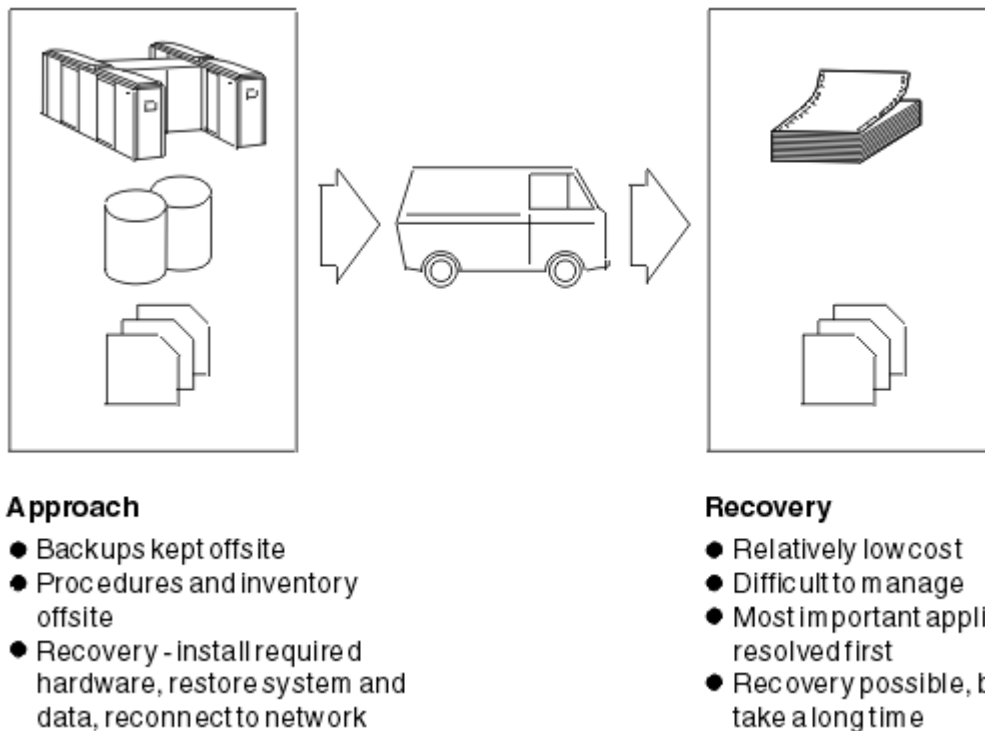 Approach
● Backups kept offsite
● Procedures and inventory
offsite
● Recovery - install required
hardware, restore system and
data, reconnect to network
Recovery
● Relatively low cost
● Difficult to manage
● Most important appli
resolved first
● Recovery possible, b
take a long time